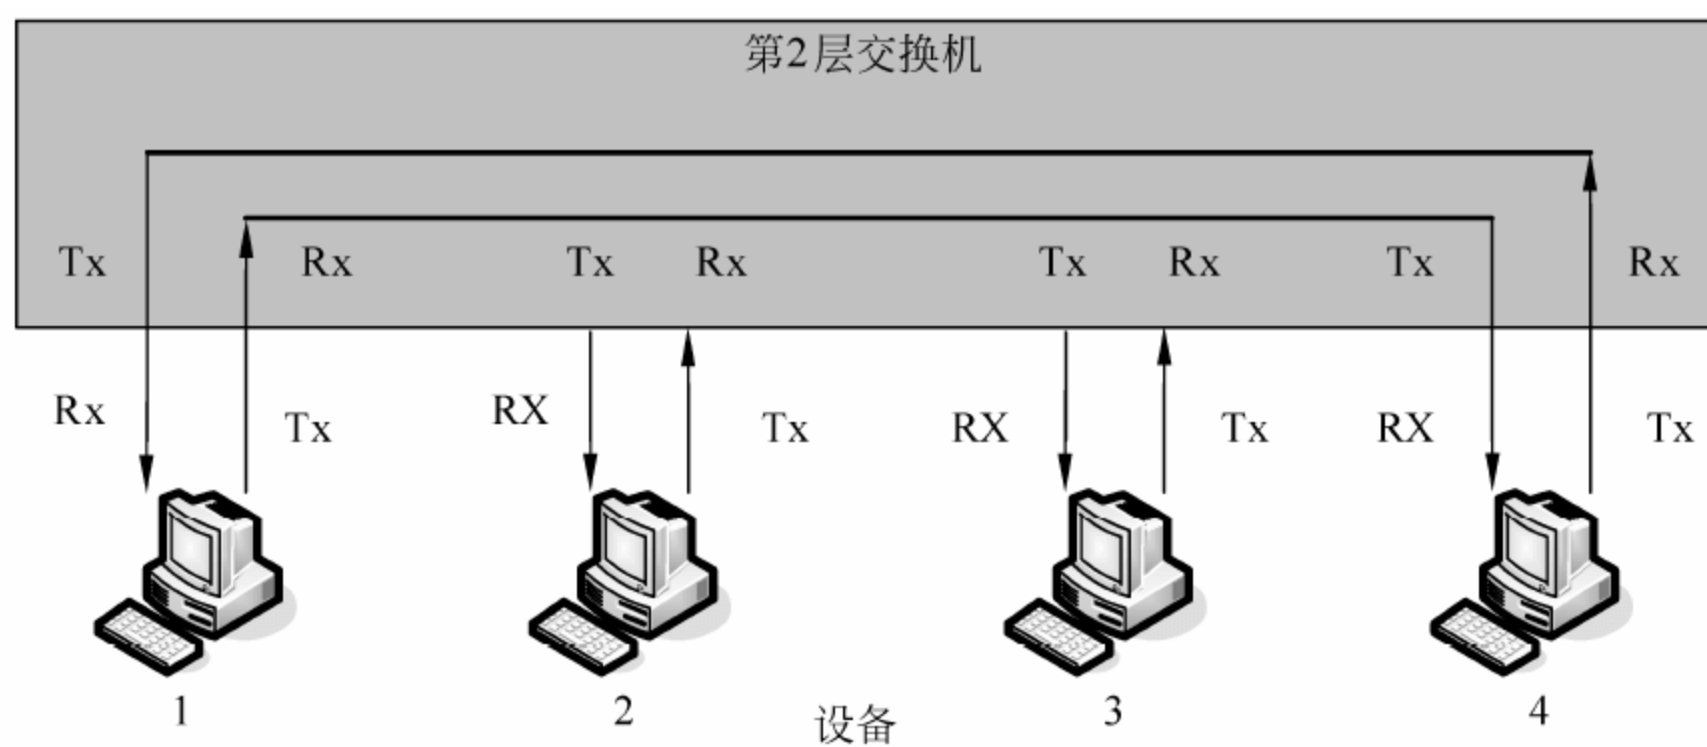 第2层交换机
Tx Rx Tx Rx Tx Rx Tx Rx
Rx Tx RX Tx RX Tx RX Tx
1 2 3 4
设备